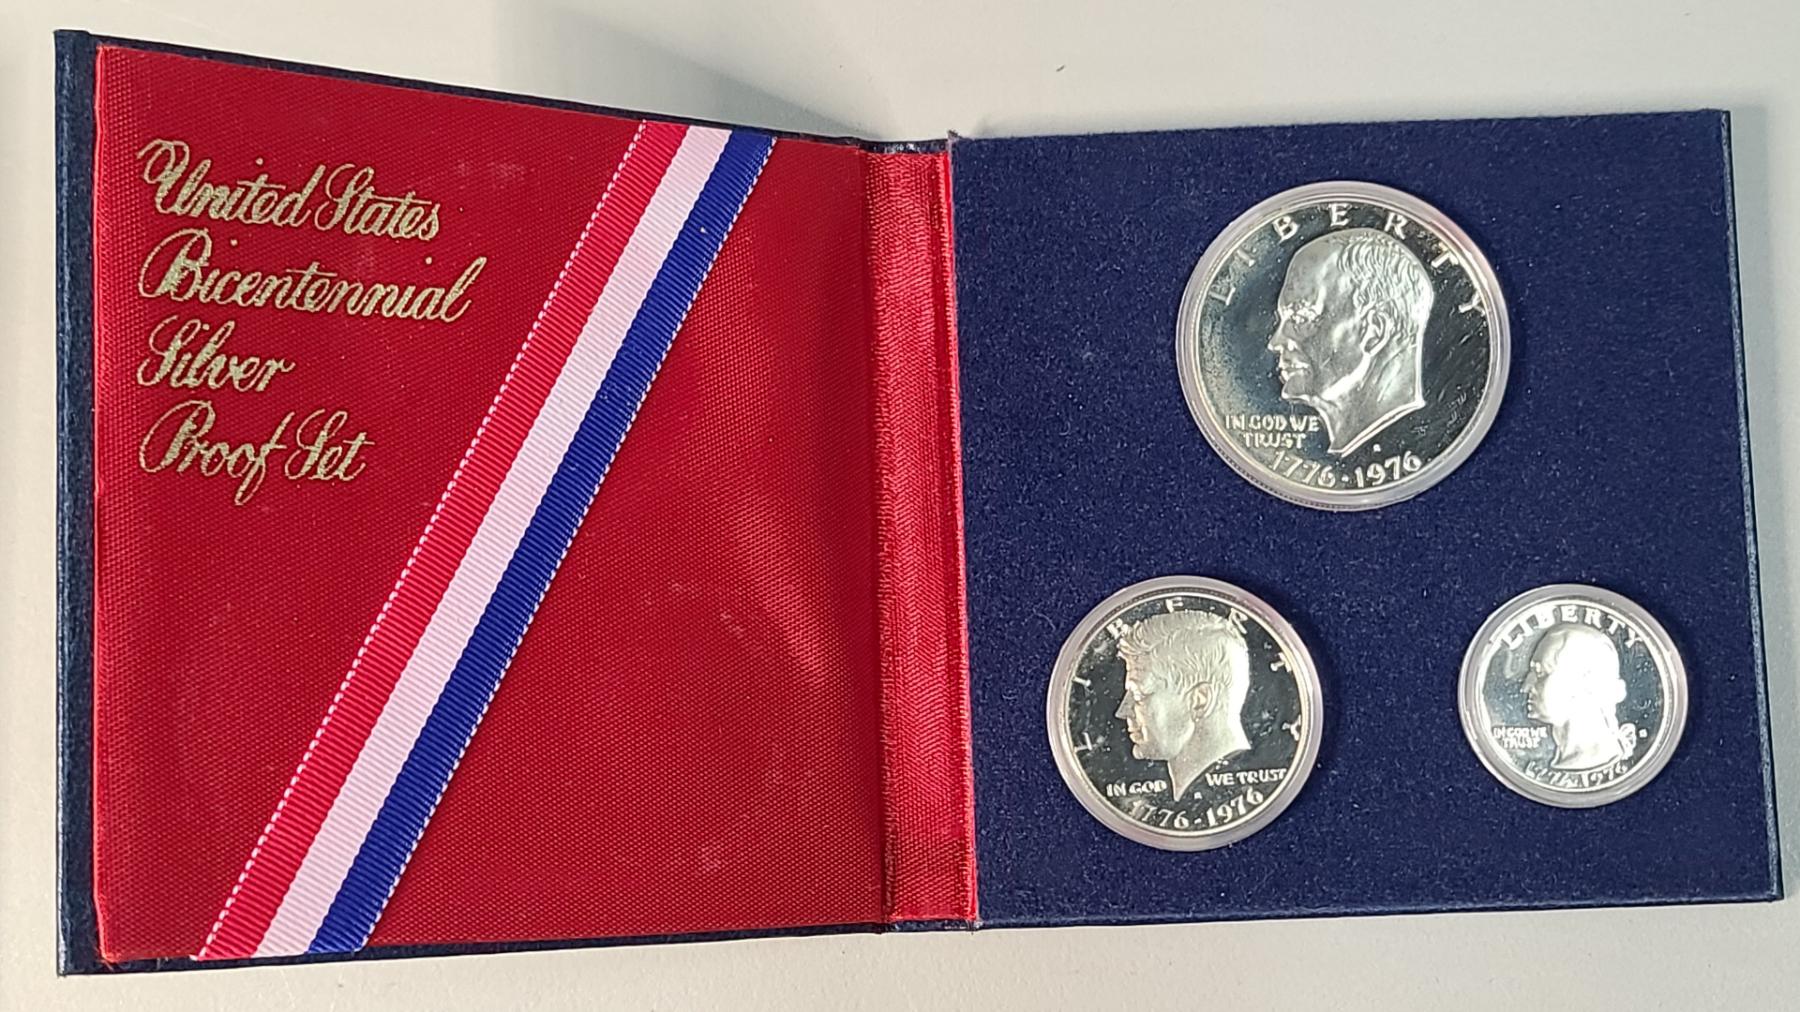 United States
Bicentennial
Silver
Proof Set
LIBERTY
IN GOD WE
TRUST
S
1776·1976
LIBERTY
IN GOD WE TRUST
S
1776·1976
LIBERTY
IN GOD WE
TRUST
S
1776·1976